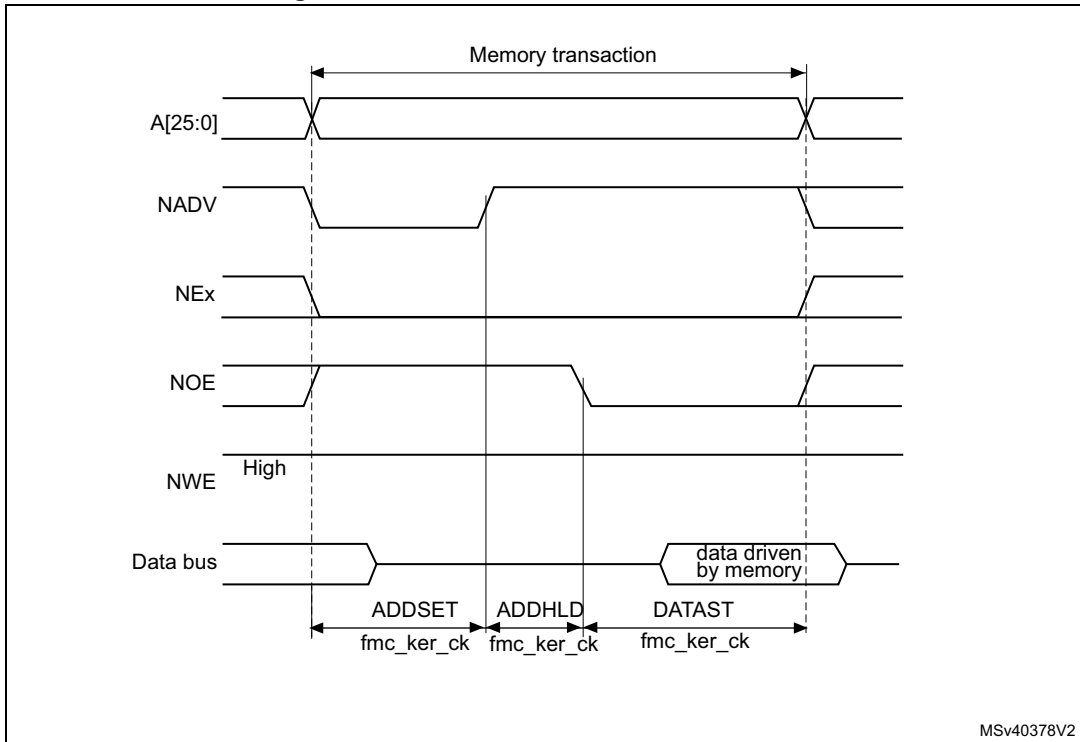 Memory transaction
A[25:0]
NADV
NEx
NOE
High
NWE
Data bus
data driven
by memory
ADDSET ADDHLD DATAST
fmc_ker_ck fmc_ker_ck fmc_ker_ck
MSv40378V2